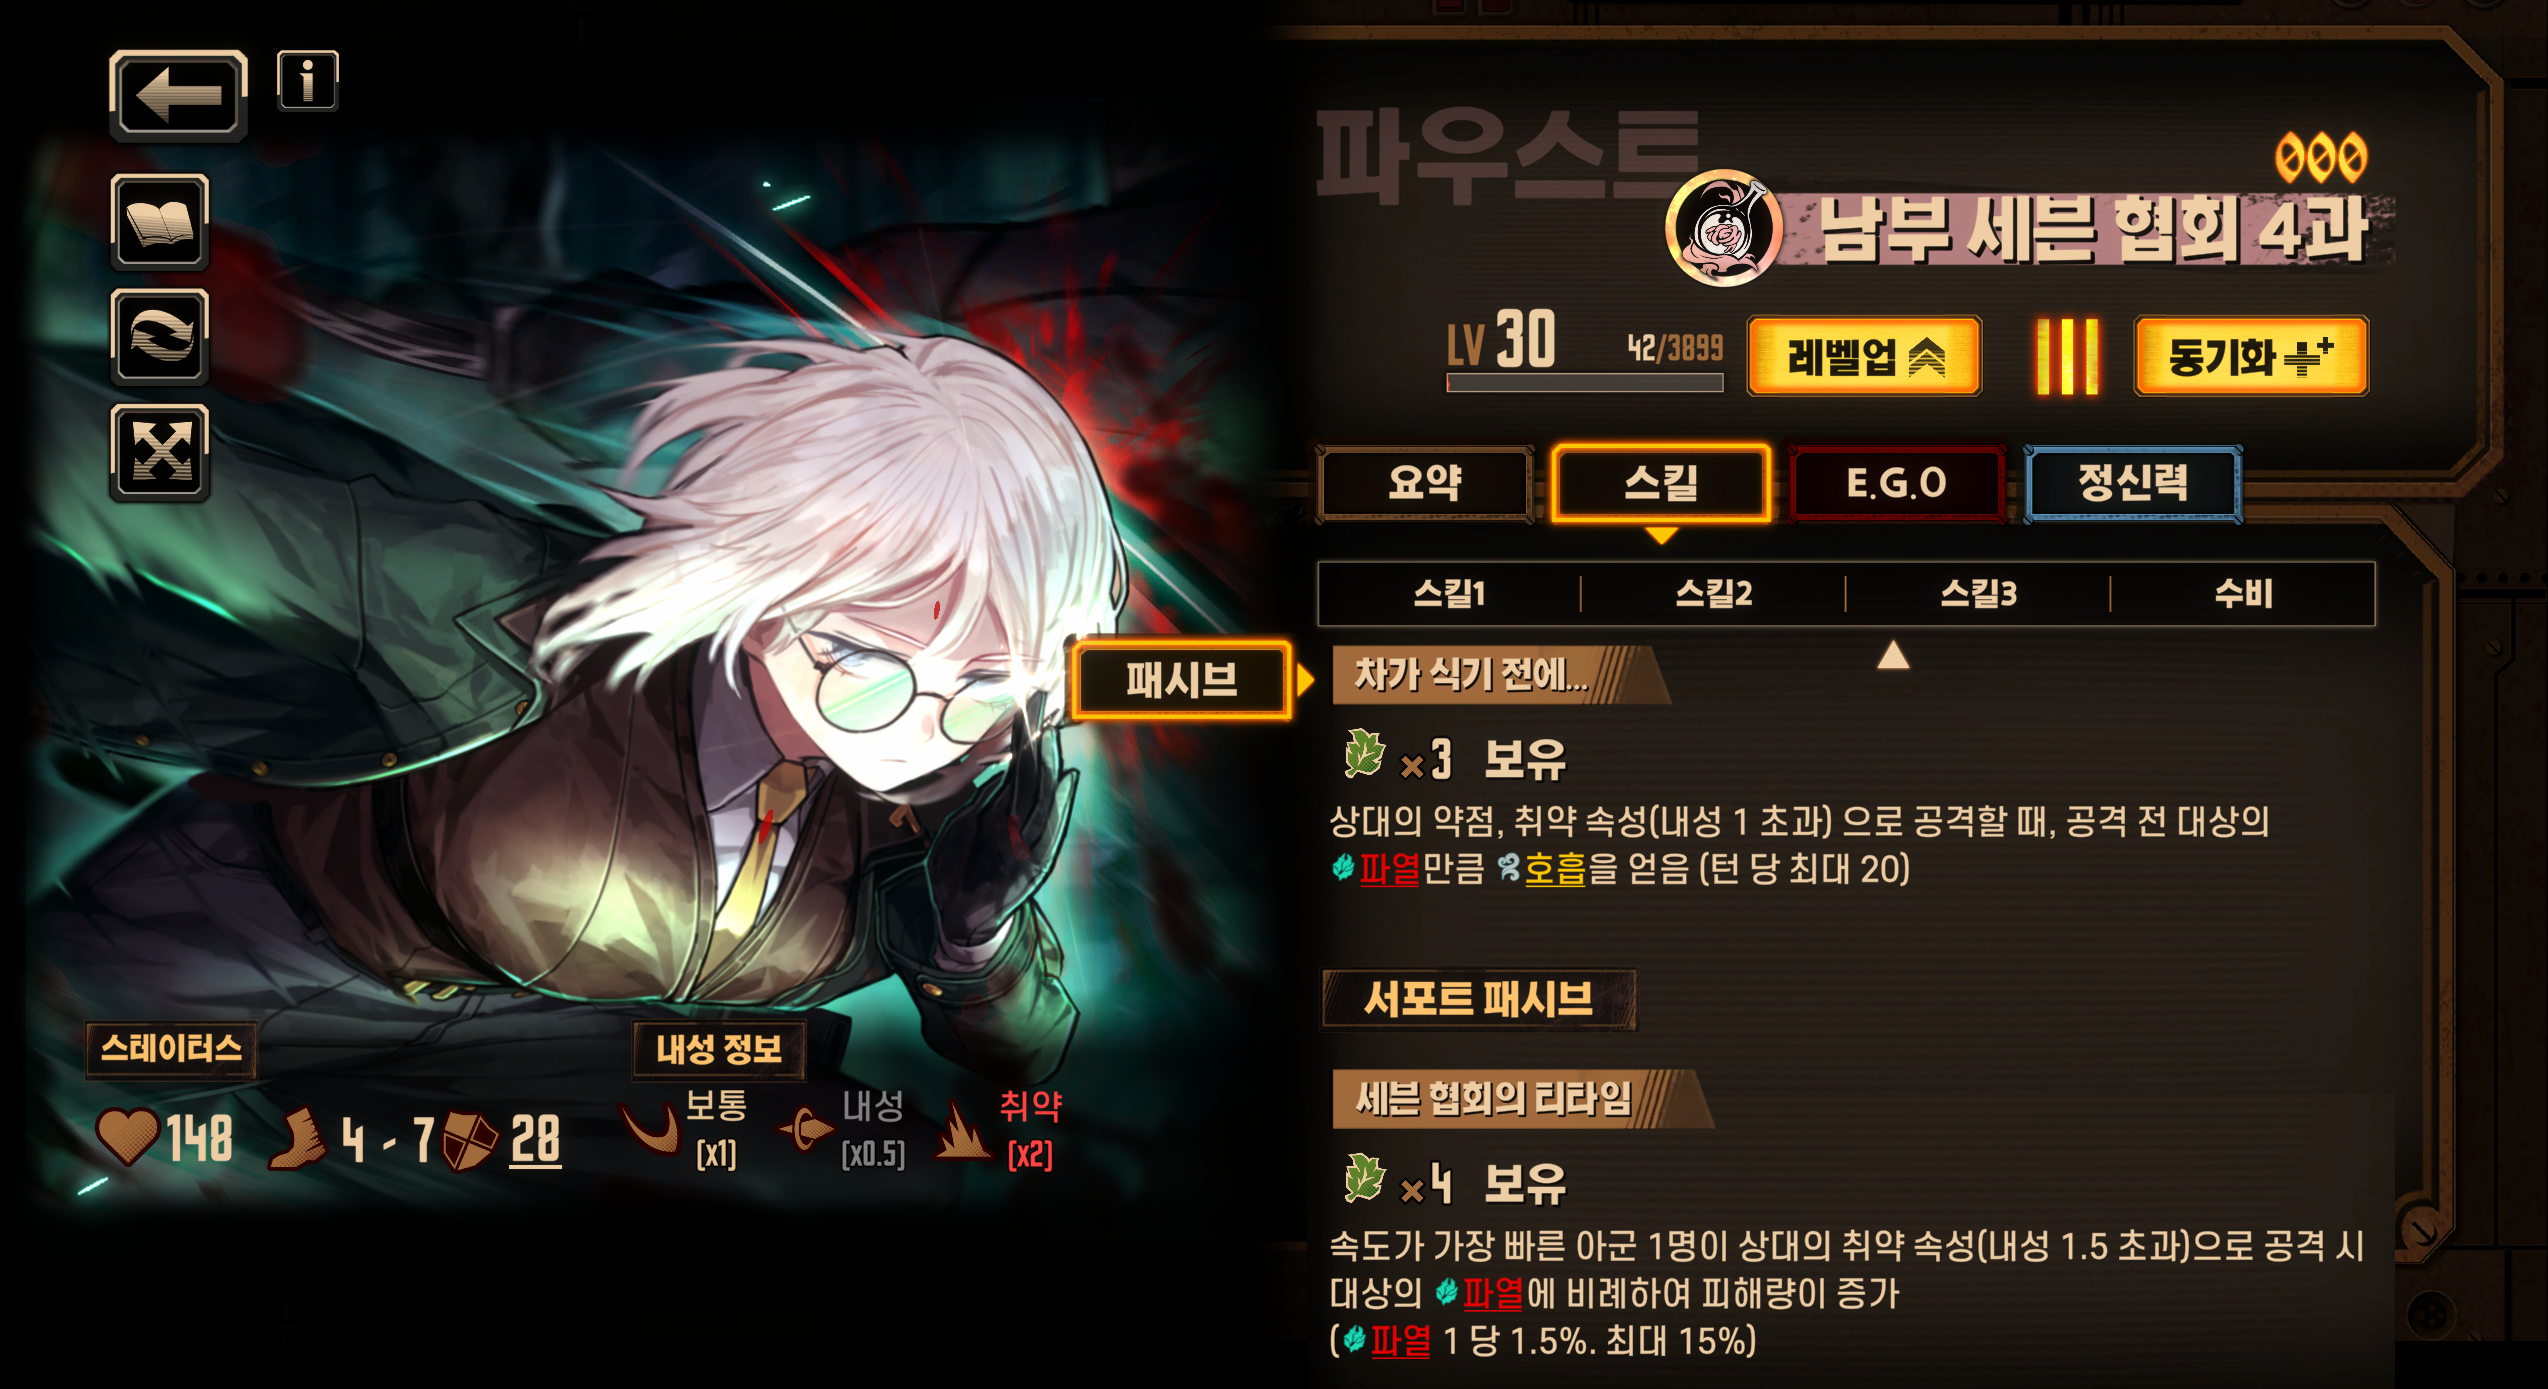 파우스트
남부 세븐 협회 4과
LV 30 42/3899 레벨업 동기화
요약 스킬 E.G.O 정신력
스킬1 스킬2 스킬3 수비
패시브
차가 식기 전에...
×3 보유
상대의 약점, 취약 속성(내성 1 초과) 으로 공격할 때, 공격 전 대상의
파열만큼 호흡을 얻음 (턴 당 최대 20)
서포트 패시브
세븐 협회의 티타임
×4 보유
속도가 가장 빠른 아군 1명이 상대의 취약 속성(내성 1.5 초과)으로 공격 시
대상의 파열에 비례하여 피해량이 증가
(파열 1 당 1.5%. 최대 15%)
스테이터스
148 4 - 7 28
내성 정보
보통 내성 취약
[x1] [x0.5] [x2]